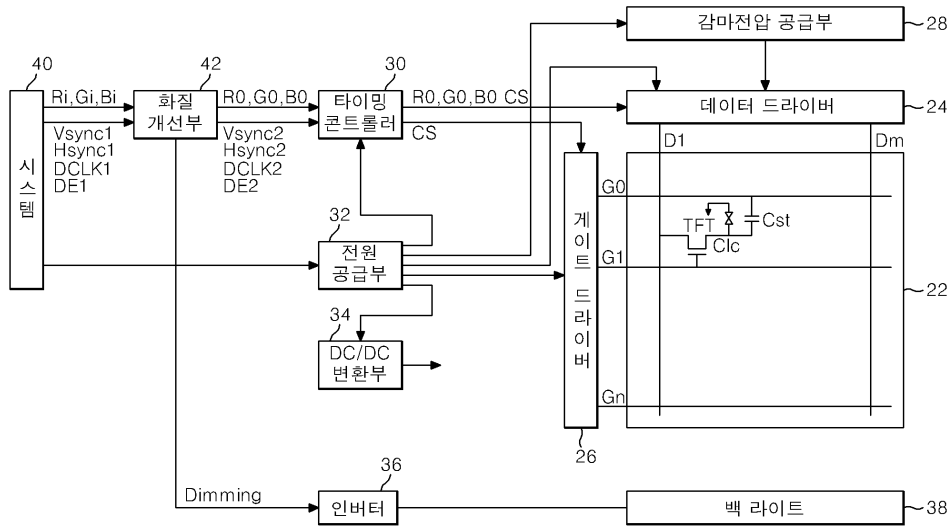 감마전압 공급부
28
40
42
30
Ri,Gi,Bi
화질
개선부
R0,G0,B0
타이밍
콘트롤러
R0,G0,B0 CS
데이터 드라이버
24
Vsync1
Hsync1
DCLK1
DE1
Vsync2
Hsync2
DCLK2
DE2
CS
D1
Dm
시스템
G0
TFT
Clc
Cst
32
전원
공급부
게이트 드라이버
G1
22
34
DC/DC
변환부
Gn
26
36
Dimming
인버터
백 라이트
38